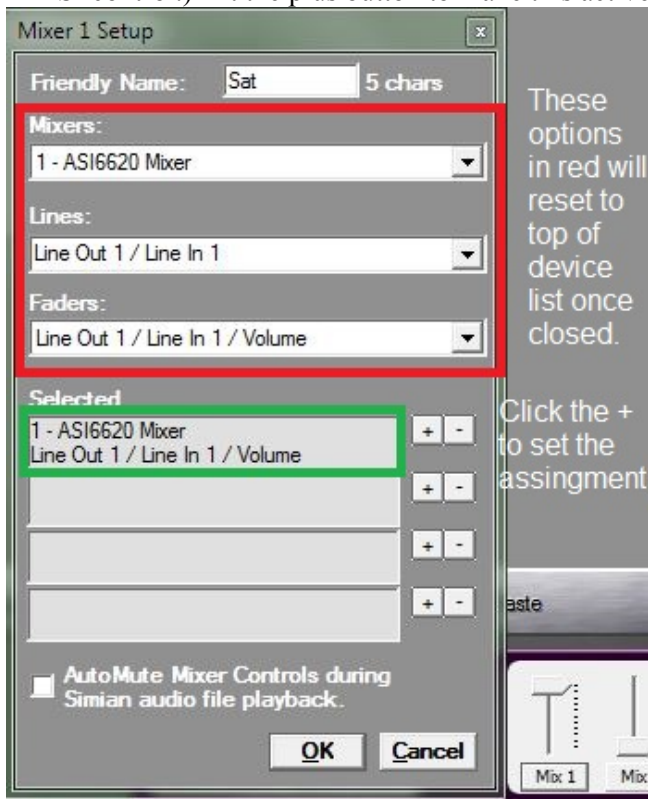 Mixer 1 Setup
x
Friendly Name: Sat 5 chars
Mixers:
1 - ASI6620 Mixer
Lines:
Line Out 1 / Line In 1
Faders:
Line Out 1 / Line In 1 / Volume
These
options
in red will
reset to
top of
device
list once
closed.
Selected
1 - ASI6620 Mixer
Line Out 1 / Line In 1 / Volume
+ -
+ -
+ -
+ -
Click the +
to set the
assingment
AutoMute Mixer Controls during
Simian audio file playback.
OK Cancel
aste
Mix 1 Mix